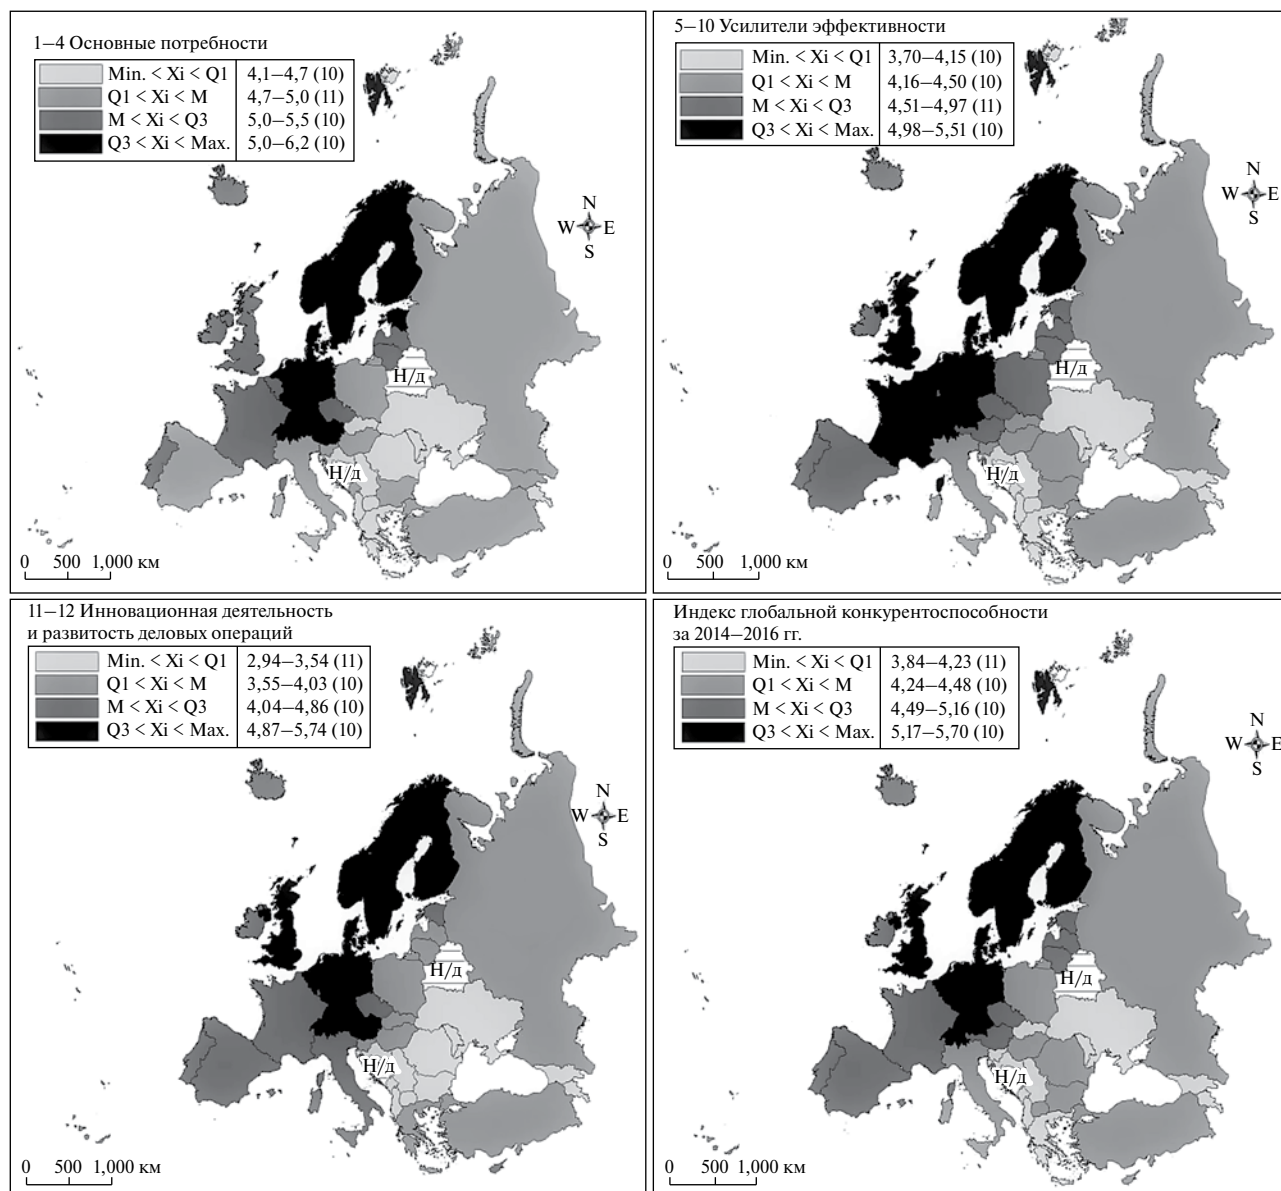 1–4 Основные потребности
Min. < Xi < Q1 4,1–4,7 (10)
Q1 < Xi < M 4,7–5,0 (11)
M < Xi < Q3 5,0–5,5 (10)
Q3 < Xi < Max. 5,0–6,2 (10)
N
W E
S
Н/д
Н/д
0 500 1,000 км
5–10 Усилители эффективности
Min. < Xi < Q1 3,70–4,15 (10)
Q1 < Xi < M 4,16–4,50 (10)
M < Xi < Q3 4,51–4,97 (11)
Q3 < Xi < Max. 4,98–5,51 (10)
N
W E
S
Н/д
Н/д
0 500 1,000 км
11–12 Инновационная деятельность
и развитость деловых операций
Min. < Xi < Q1 2,94–3,54 (11)
Q1 < Xi < M 3,55–4,03 (10)
M < Xi < Q3 4,04–4,86 (10)
Q3 < Xi < Max. 4,87–5,74 (10)
N
W E
S
Н/д
Н/д
0 500 1,000 км
Индекс глобальной конкурентоспособности
за 2014–2016 гг.
Min. < Xi < Q1 3,84–4,23 (11)
Q1 < Xi < M 4,24–4,48 (10)
M < Xi < Q3 4,49–5,16 (10)
Q3 < Xi < Max. 5,17–5,70 (10)
N
W E
S
Н/д
Н/д
0 500 1,000 км